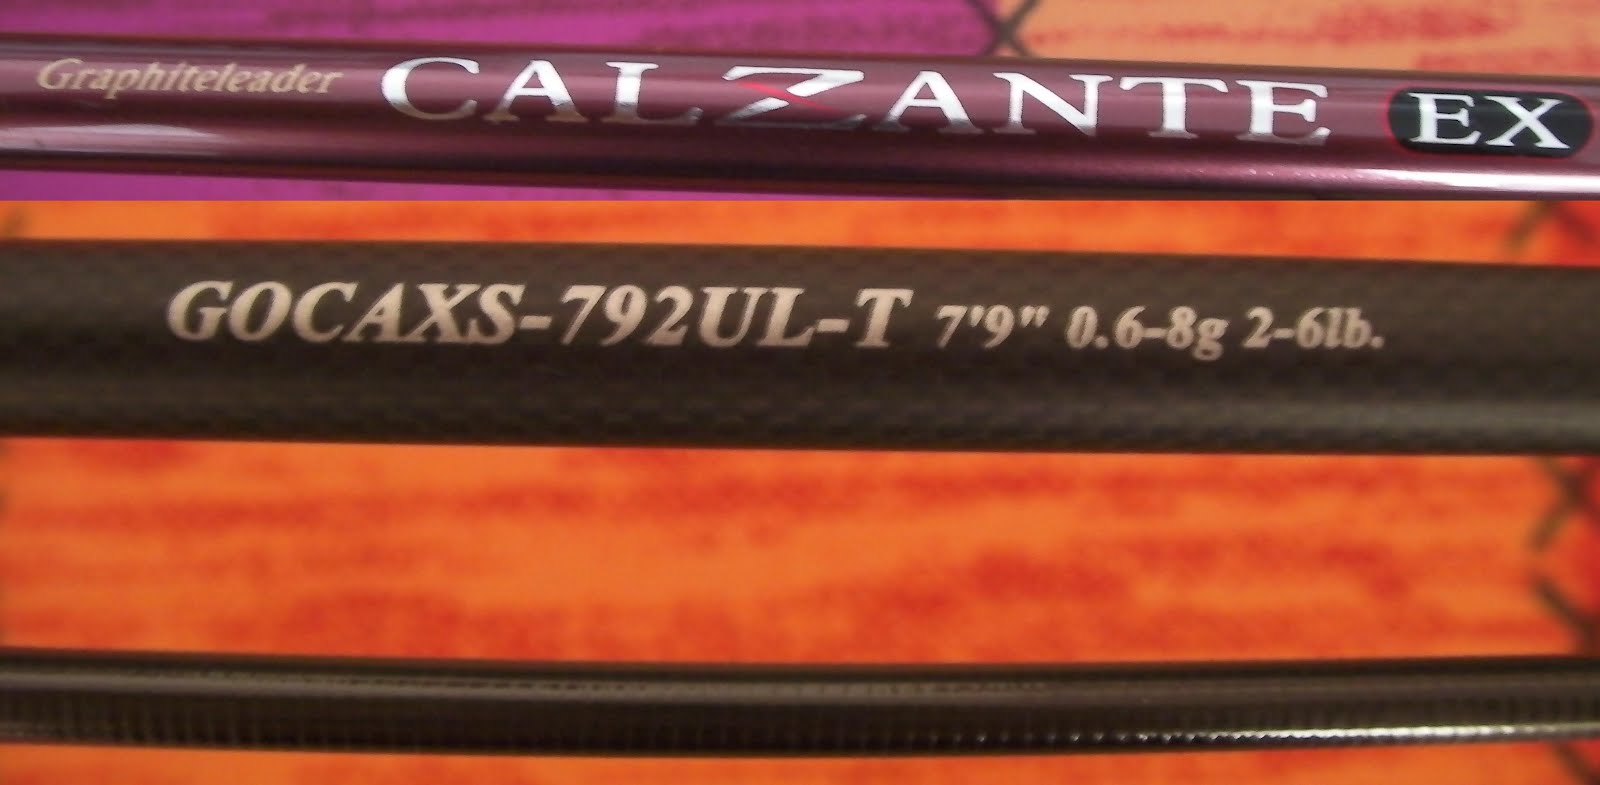 Graphiteleader CALZANTE EX
GOCAXS-792UL-T 7'9" 0.6-8g 2-6lb.